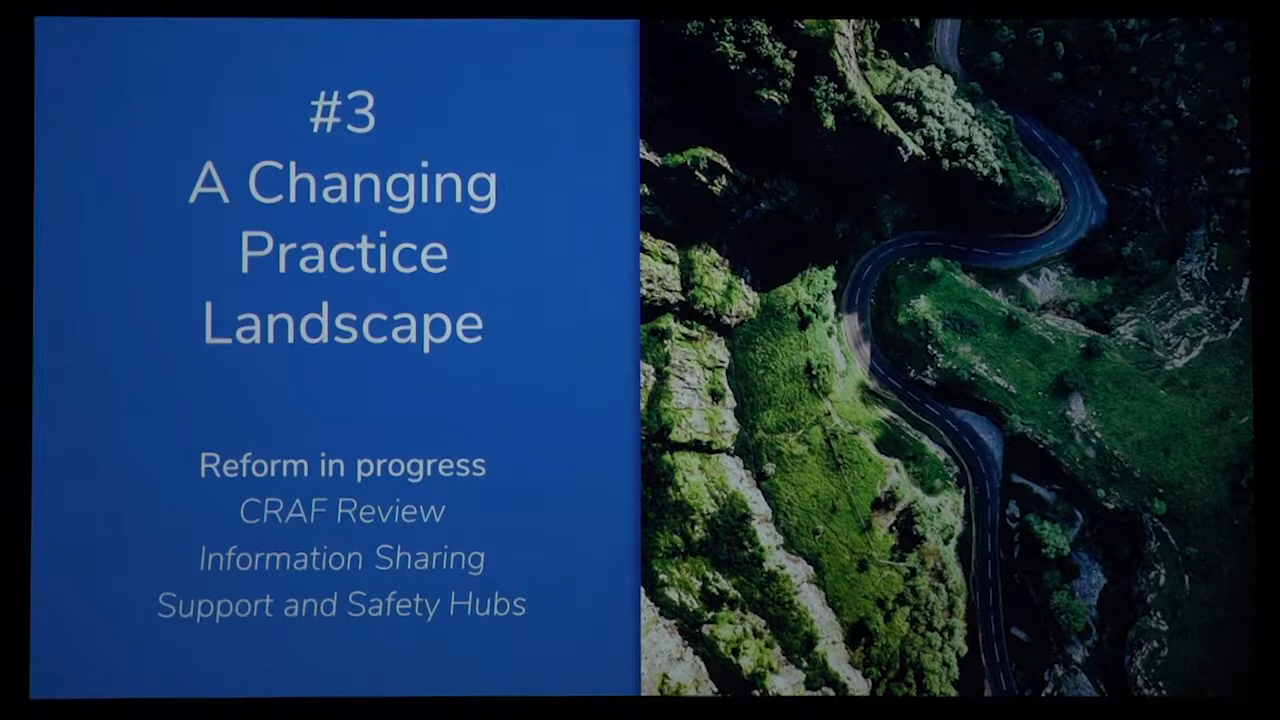 #3
A Changing
Practice
Landscape
Reform in progress
CRAF Review
Information Sharing
Support and Safety Hubs